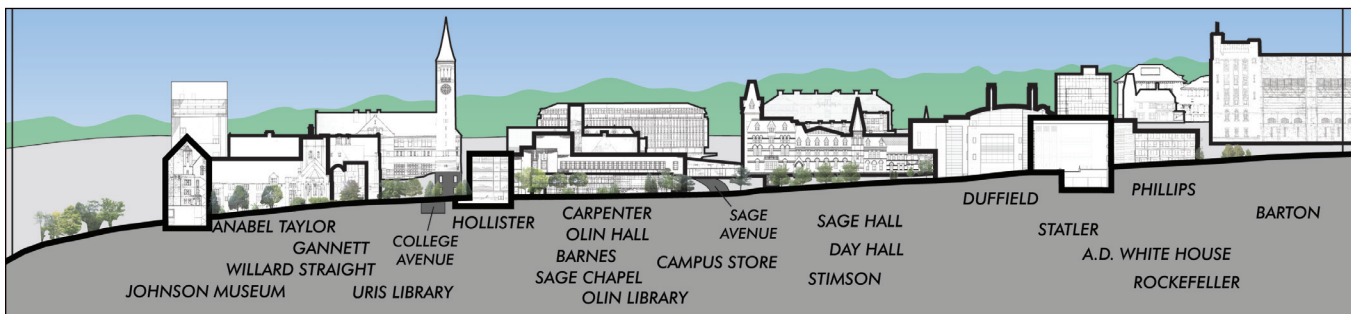 ANABEL TAYLOR
GANNETT
WILLARD STRAIGHT
JOHNSON MUSEUM
COLLEGE
AVENUE
URIS LIBRARY
HOLLISTER
CARPENTER
OLIN HALL
BARNES
SAGE CHAPEL
OLIN LIBRARY
CAMPUS STORE
SAGE
AVENUE
SAGE HALL
DAY HALL
STIMSON
DUFFIELD
STATLER
PHILLIPS
A.D. WHITE HOUSE
ROCKEFELLER
BARTON